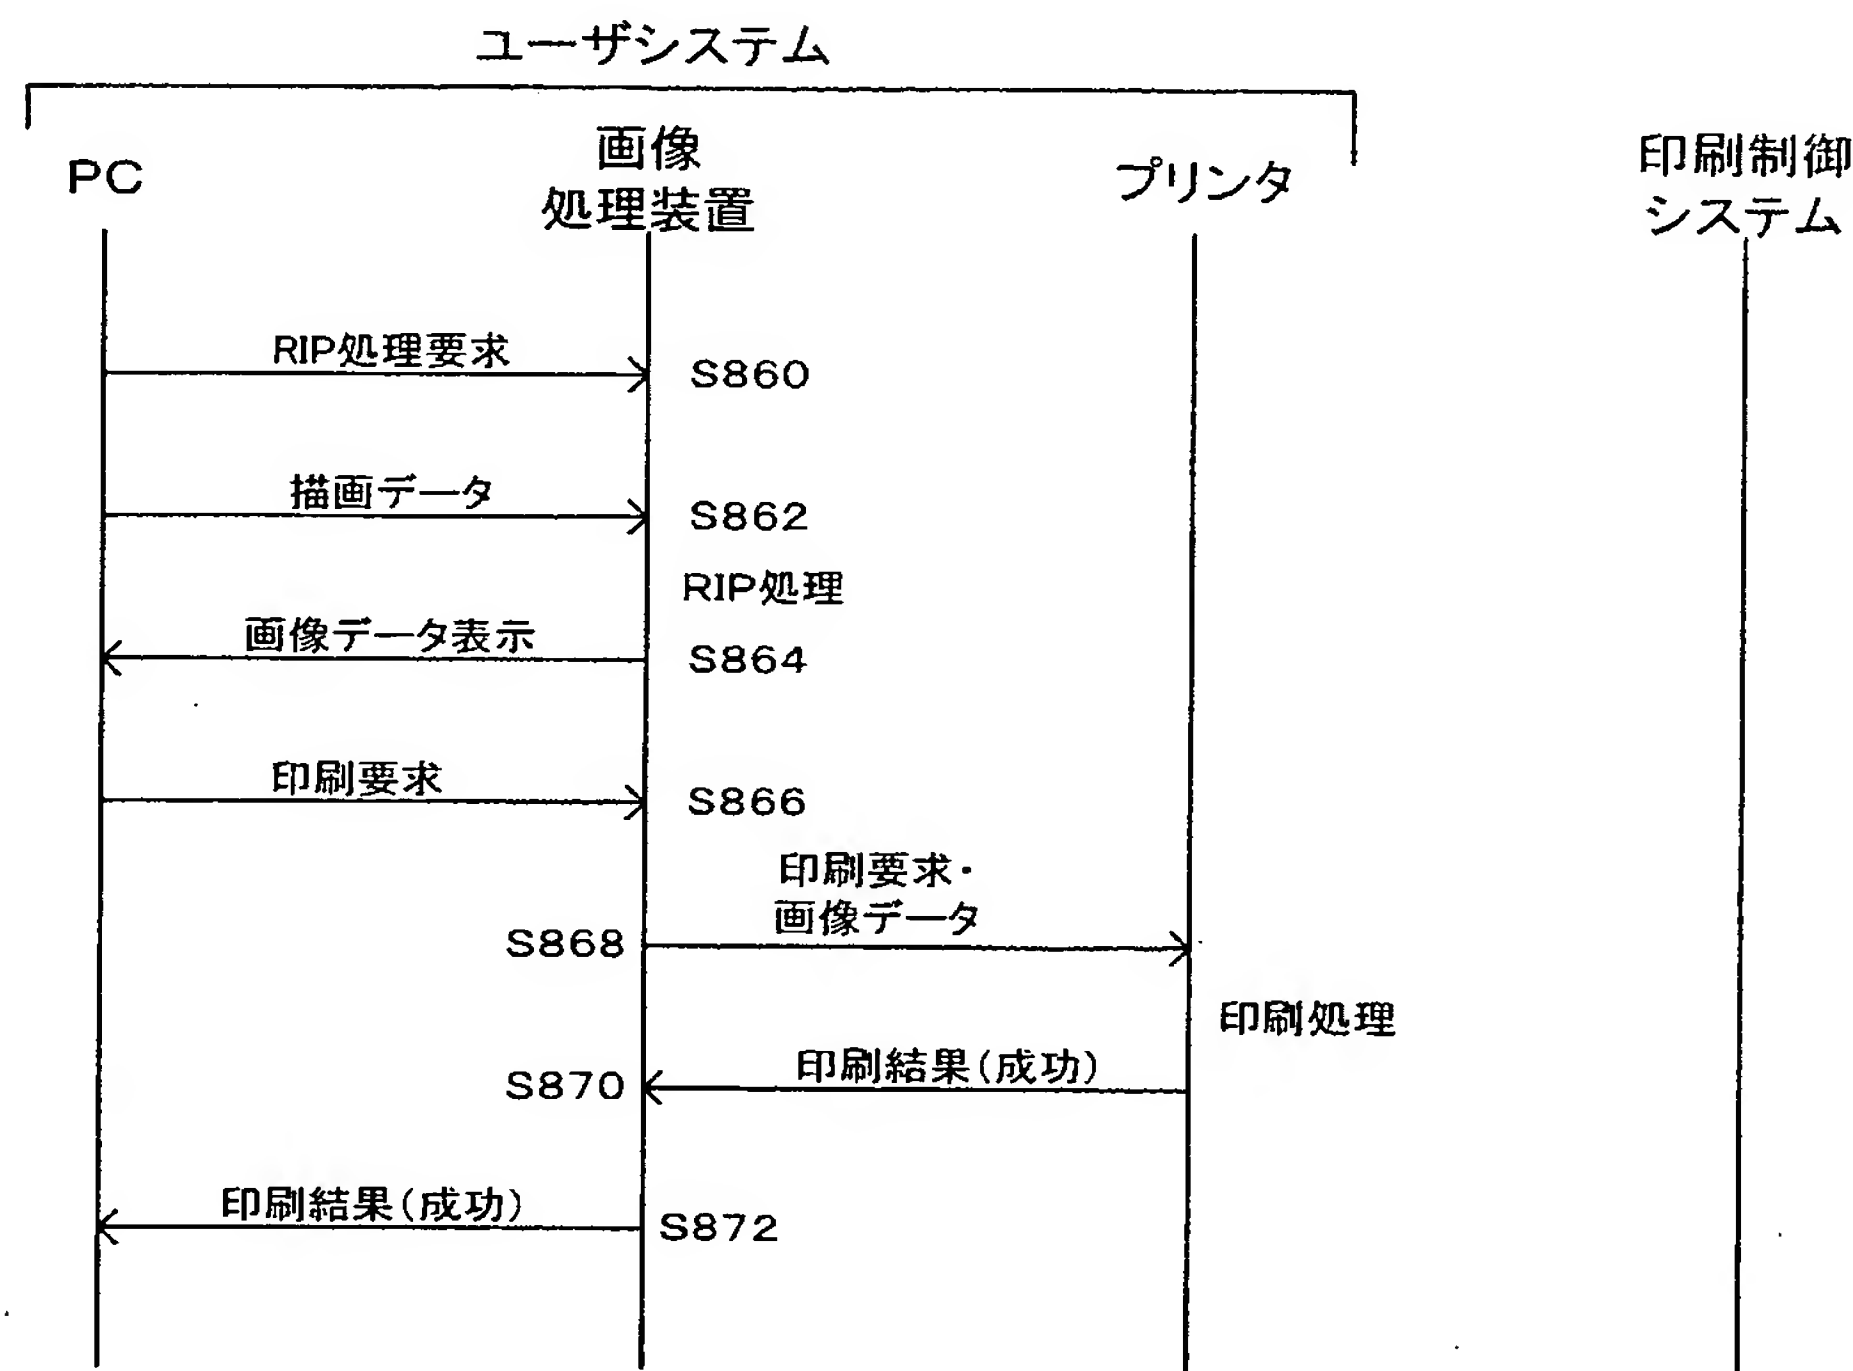 ユーザシステム
PC
画像
処理装置
プリンタ
印刷制御
システム
RIP処理要求
S860
描画データ
S862
RIP処理
画像データ表示
S864
印刷要求
S866
印刷要求・
画像データ
S868
印刷処理
印刷結果(成功)
S870
印刷結果(成功)
S872